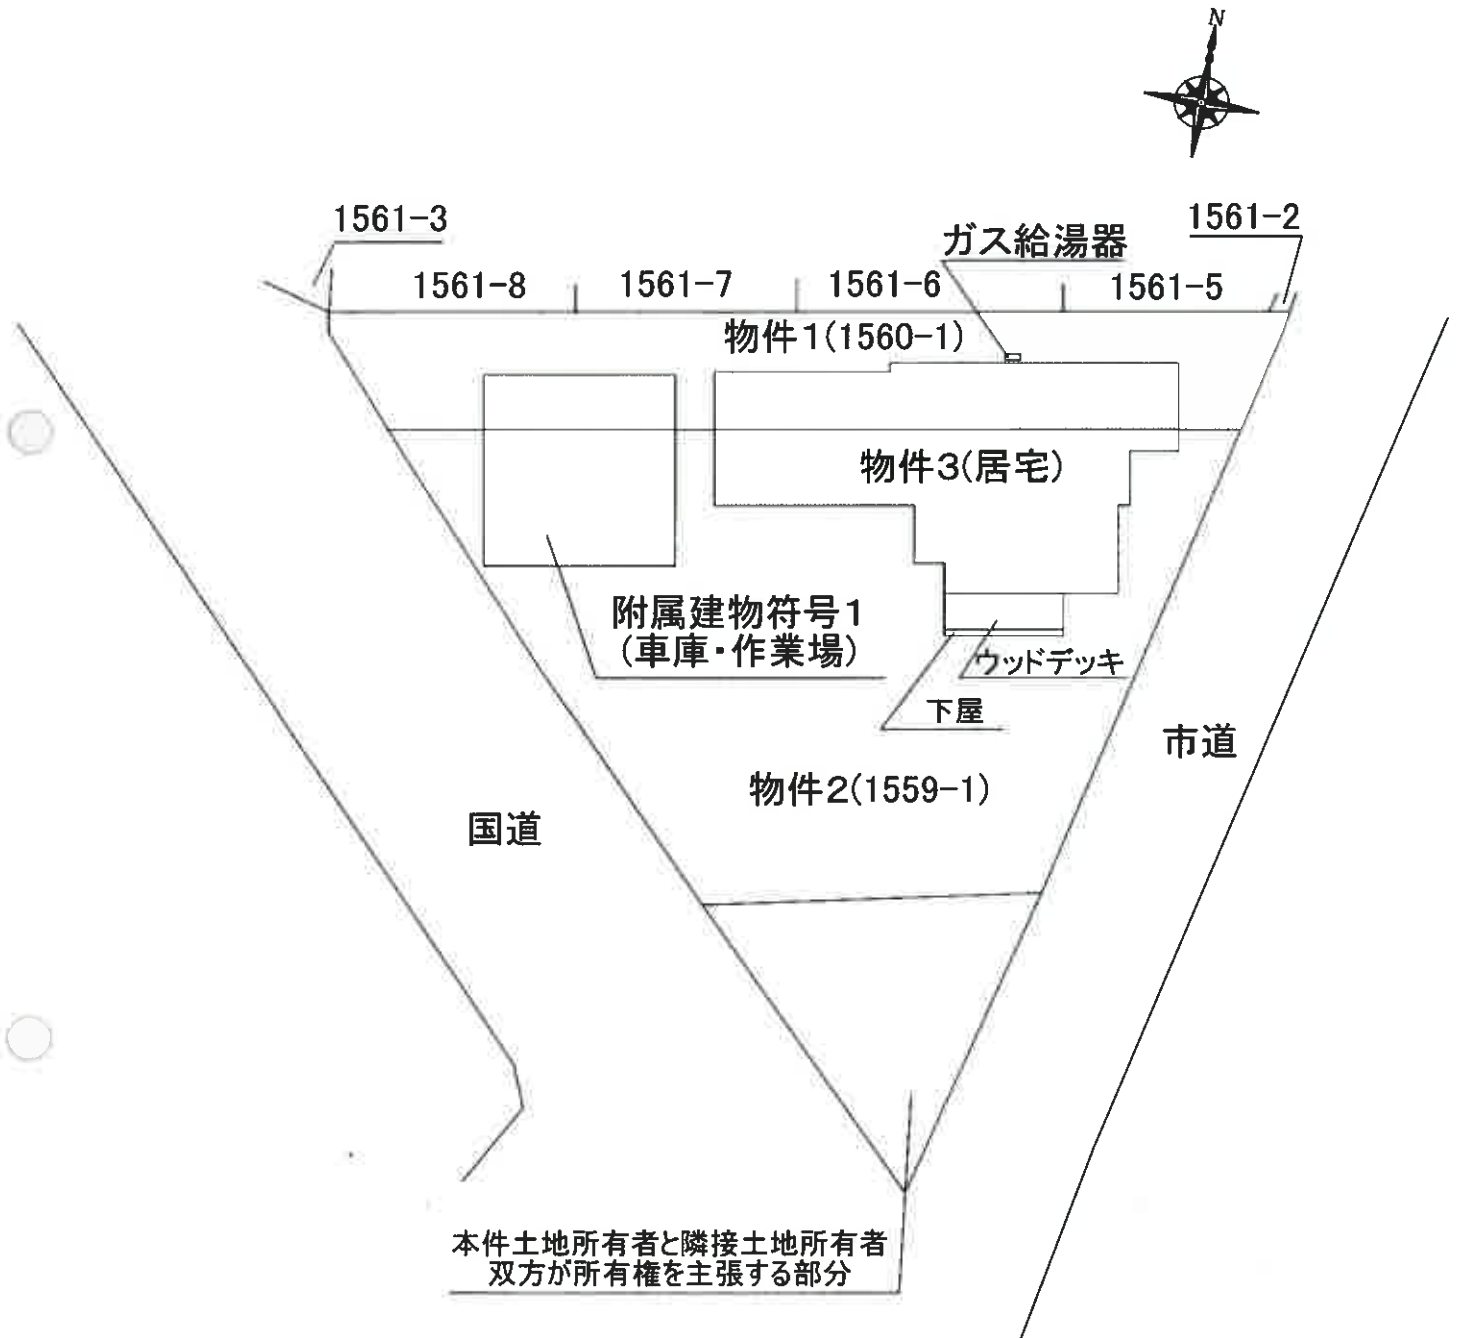 N
1561-3
1561-2
ガス給湯器
1561-8
1561-7
1561-6
1561-5
物件1(1560-1)
物件3(居宅)
附属建物符号1
(車庫・作業場)
ウッドデッキ
下屋
市道
物件2(1559-1)
国道
本件土地所有者と隣接土地所有者
双方が所有権を主張する部分